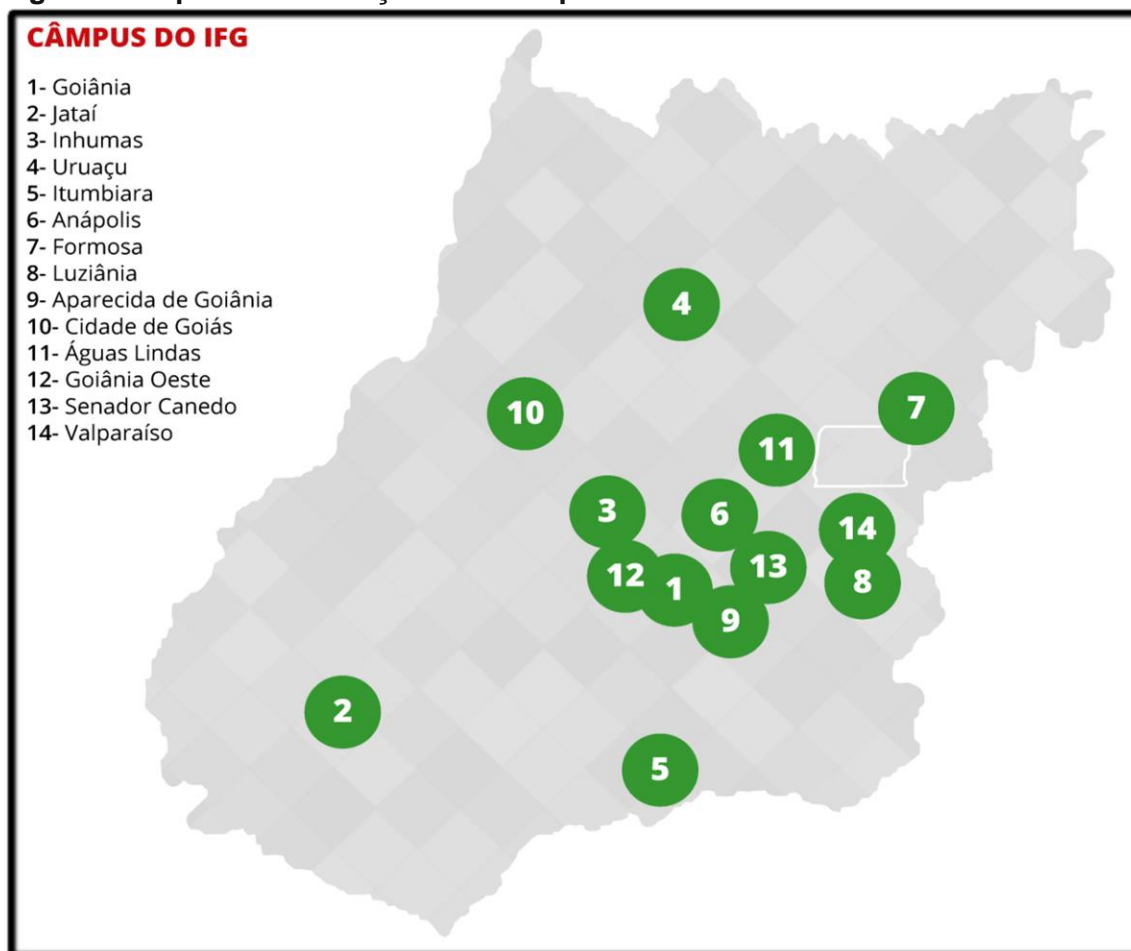 CÂMPUS DO IFG
1- Goiânia
2- Jataí
3- Inhumas
4- Uruaçu
5- Itumbiara
6- Anápolis
7- Formosa
8- Luziânia
9- Aparecida de Goiânia
10- Cidade de Goiás
11- Águas Lindas
12- Goiânia Oeste
13- Senador Canedo
14- Valparaíso
4
10
7
11
3
6
14
12
1
13
8
9
2
5